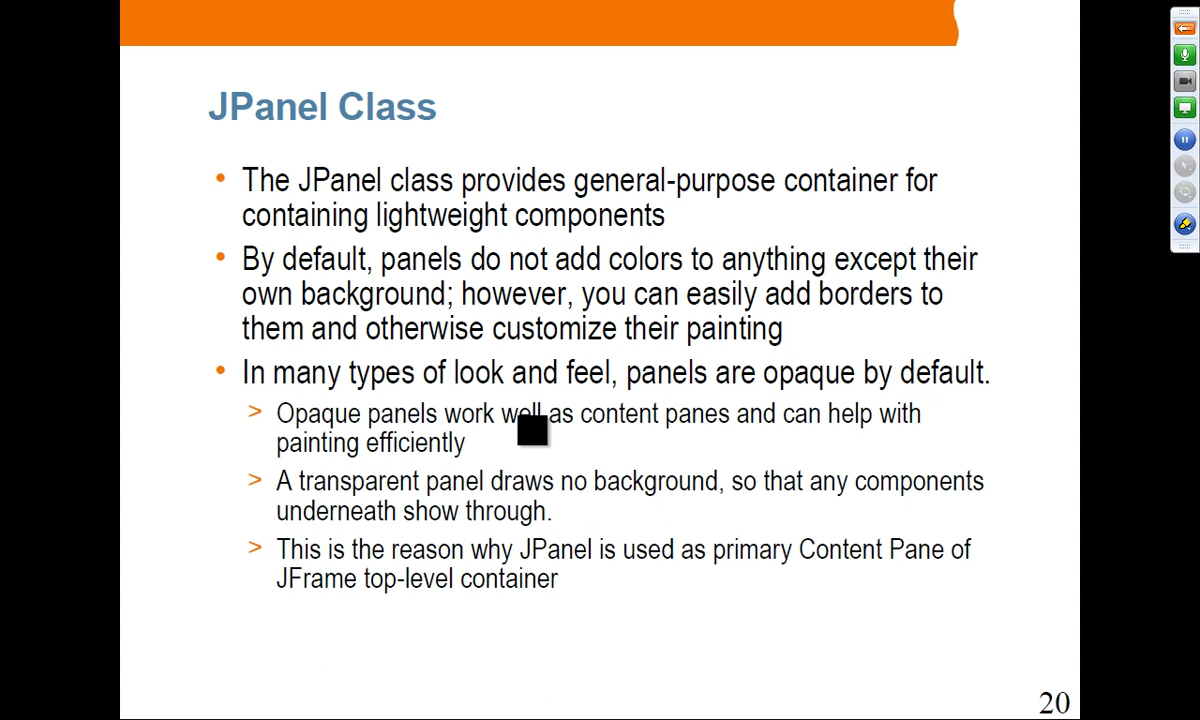 JPanel Class
• The JPanel class provides general-purpose container for
containing lightweight components
• By default, panels do not add colors to anything except their
own background; however, you can easily add borders to
them and otherwise customize their painting
• In many types of look and feel, panels are opaque by default.
> Opaque panels work well as content panes and can help with
painting efficiently
> A transparent panel draws no background, so that any components
underneath show through.
> This is the reason why JPanel is used as primary Content Pane of
JFrame top-level container
20